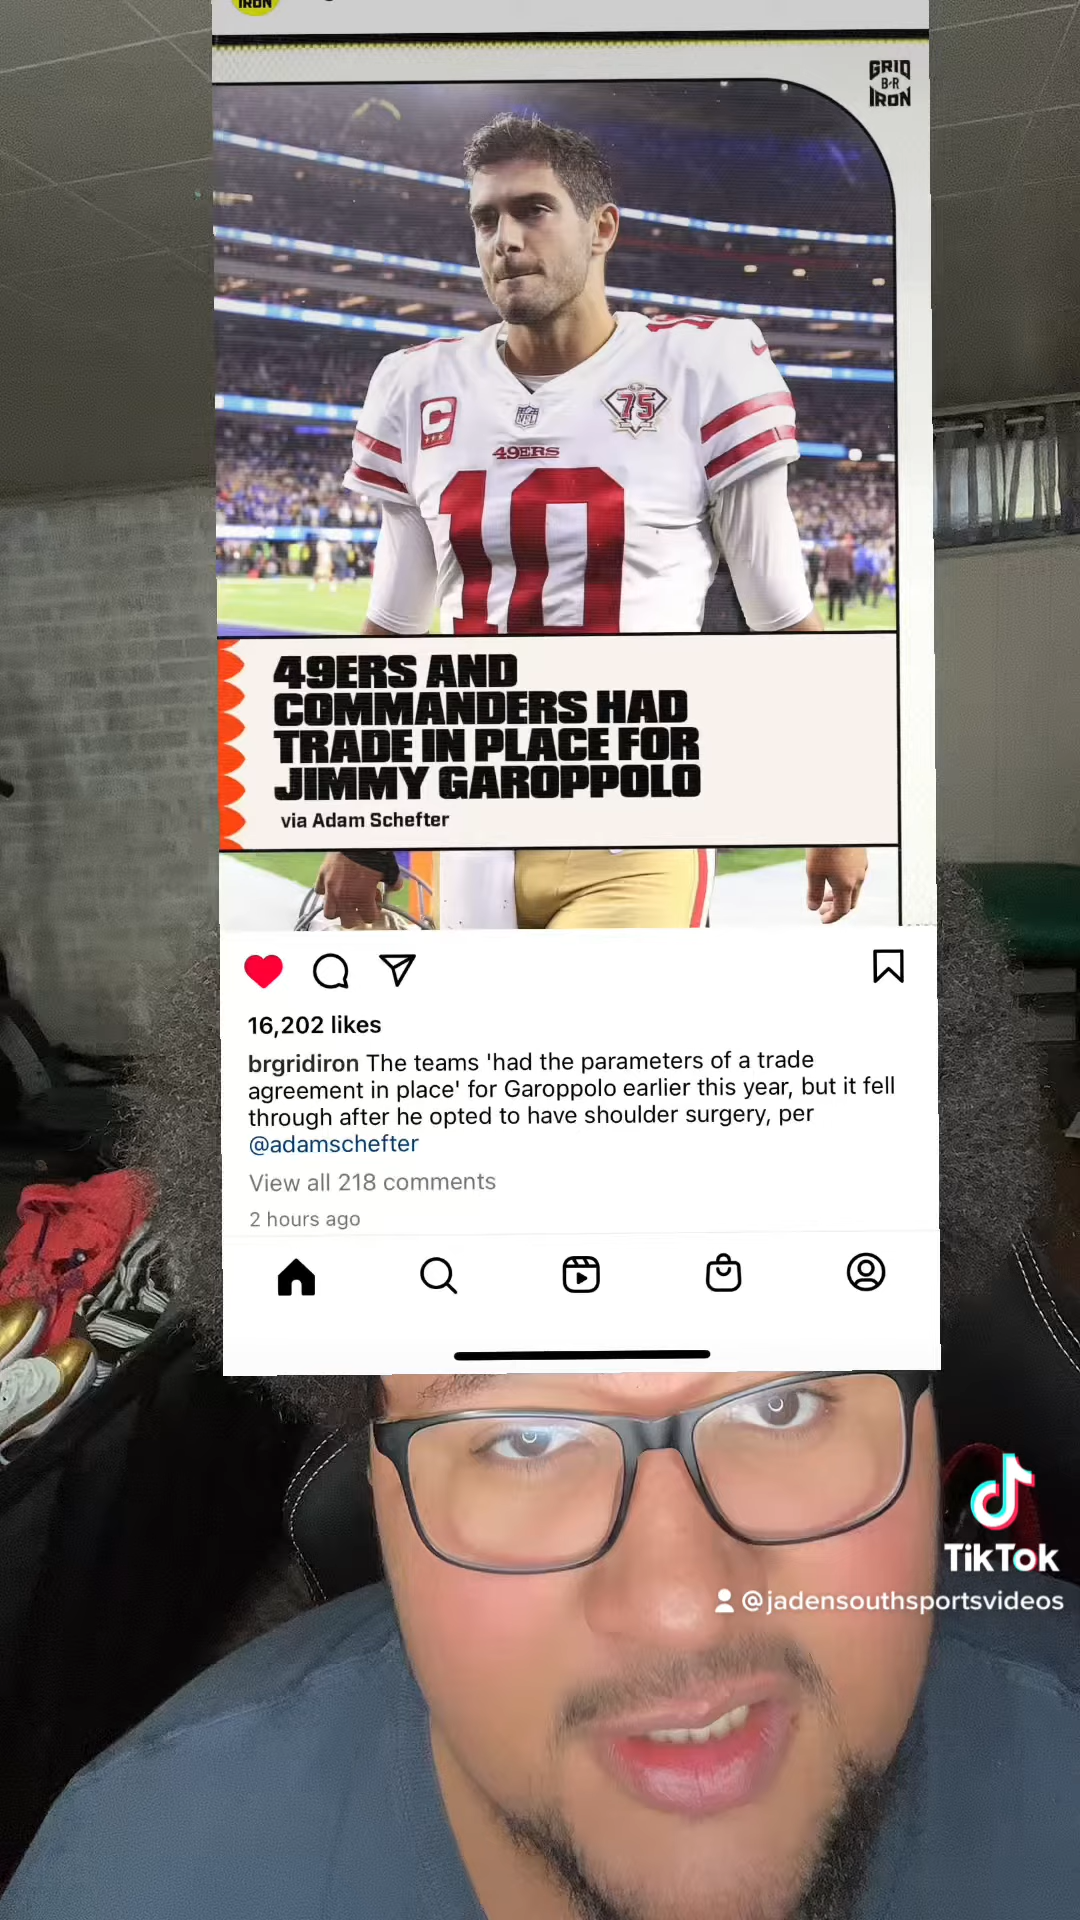 IRON
GRID
B/R
IRON
C
NFL
75
49ERS
10
49ERS AND
COMMANDERS HAD
TRADE IN PLACE FOR
JIMMY GAROPPOLO
via Adam Schefter
16,202 likes
brgridiron The teams 'had the parameters of a trade
agreement in place' for Garoppolo earlier this year, but it fell
through after he opted to have shoulder surgery, per
@adamschefter
View all 218 comments
2 hours ago
TikTok
@jadensouthsportsvideos